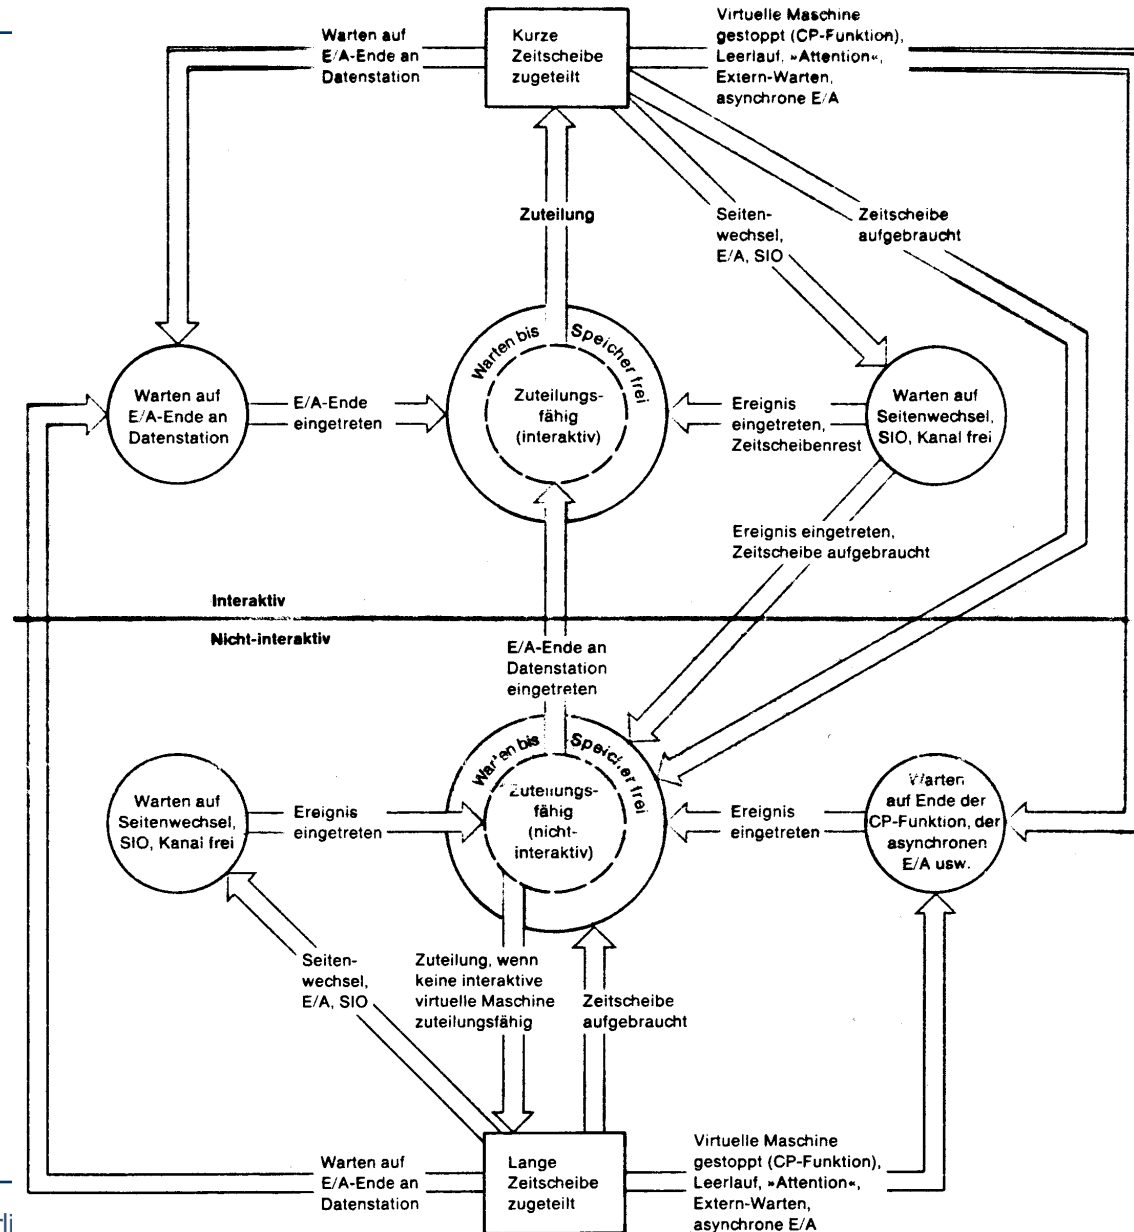 Warten auf
E/A-Ende an
Datenstation
Kurze
Zeitscheibe
zugeteilt
Virtuelle Maschine
gestoppt (CP-Funktion),
Leerlauf, »Attention«,
Extern-Warten,
asynchrone E/A
Zuteilung
Seiten-
wechsel,
E/A, SIO
Zeitscheibe
aufgebraucht
Warten bis Speicher frei
Warten auf
E/A-Ende an
Datenstation
E/A-Ende
eingetreten
Zuteilungs-
fähig
(interaktiv)
Ereignis
eingetreten,
Zeitscheibenrest
Warten auf
Seitenwechsel,
SIO, Kanal frei
Ereignis eingetreten,
Zeitscheibe aufgebraucht
Interaktiv
Nicht-interaktiv
E/A-Ende an
Datenstation
eingetreten
Warten bis Speicher frei
Warten auf
Seitenwechsel,
SIO, Kanal frei
Ereignis
eingetreten
Zuteilungs-
fähig
(nicht-
interaktiv)
Ereignis
eingetreten
Warten
auf Ende der
CP-Funktion, der
asynchronen
E/A usw.
Seiten-
wechsel,
E/A, SIO
Zuteilung, wenn
keine interaktive
virtuelle Maschine
zuteilungsfähig
Zeitscheibe
aufgebraucht
Warten auf
E/A-Ende an
Datenstation
Lange
Zeitscheibe
zugeteilt
Virtuelle Maschine
gestoppt (CP-Funktion),
Leerlauf, »Attention«,
Extern-Warten,
asynchrone E/A